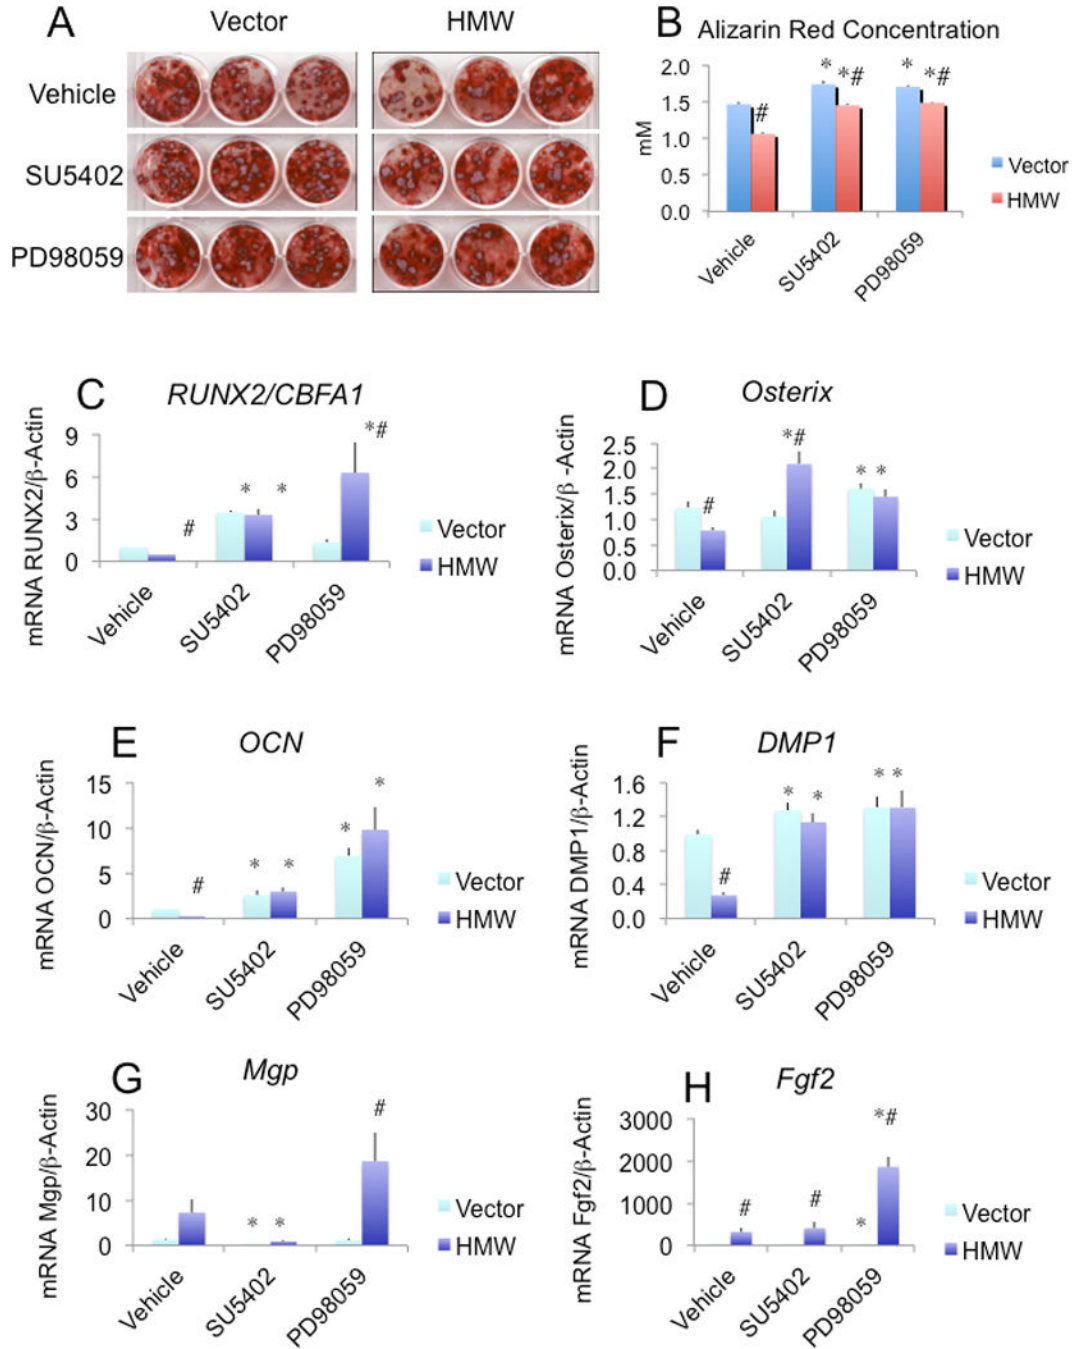 A Vector HMW
Vehicle
SU5402
PD98059
B Alizarin Red Concentration
mM
2.0
1.5
1.0
0.5
0.0
* *# * *#
#
Vehicle SU5402 PD98059
Vector
HMW
C RUNX2/CBFA1
mRNA RUNX2/β-Actin
9
6
3
0
# * * *#
Vehicle SU5402 PD98059
Vector
HMW
D Osterix
mRNA Osterix/β -Actin
2.5
2.0
1.5
1.0
0.5
0.0
# *# * *
Vehicle SU5402 PD98059
Vector
HMW
E OCN
mRNA OCN/β-Actin
15
10
5
0
# * * * *
Vehicle SU5402 PD98059
Vector
HMW
F DMP1
mRNA DMP1/β-Actin
1.6
1.2
0.8
0.4
0.0
# * * * *
Vehicle SU5402 PD98059
Vector
HMW
G Mgp
mRNA Mgp/β-Actin
30
20
10
0
* * #
Vehicle SU5402 PD98059
Vector
HMW
H Fgf2
mRNA Fgf2/β-Actin
3000
2000
1000
0
# # * *#
Vehicle SU5402 PD98059
Vector
HMW